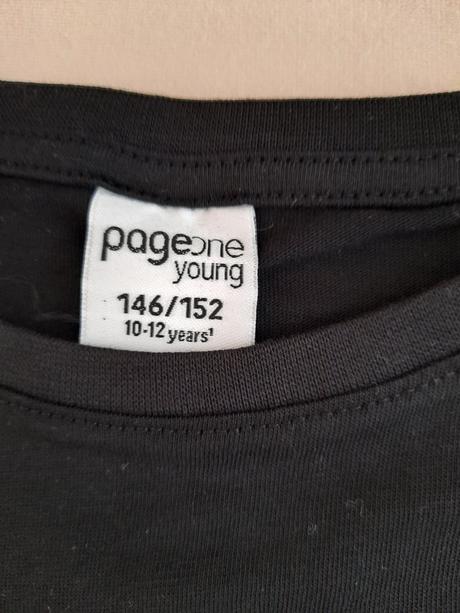 pageone
young
146/152
10-12 years¹